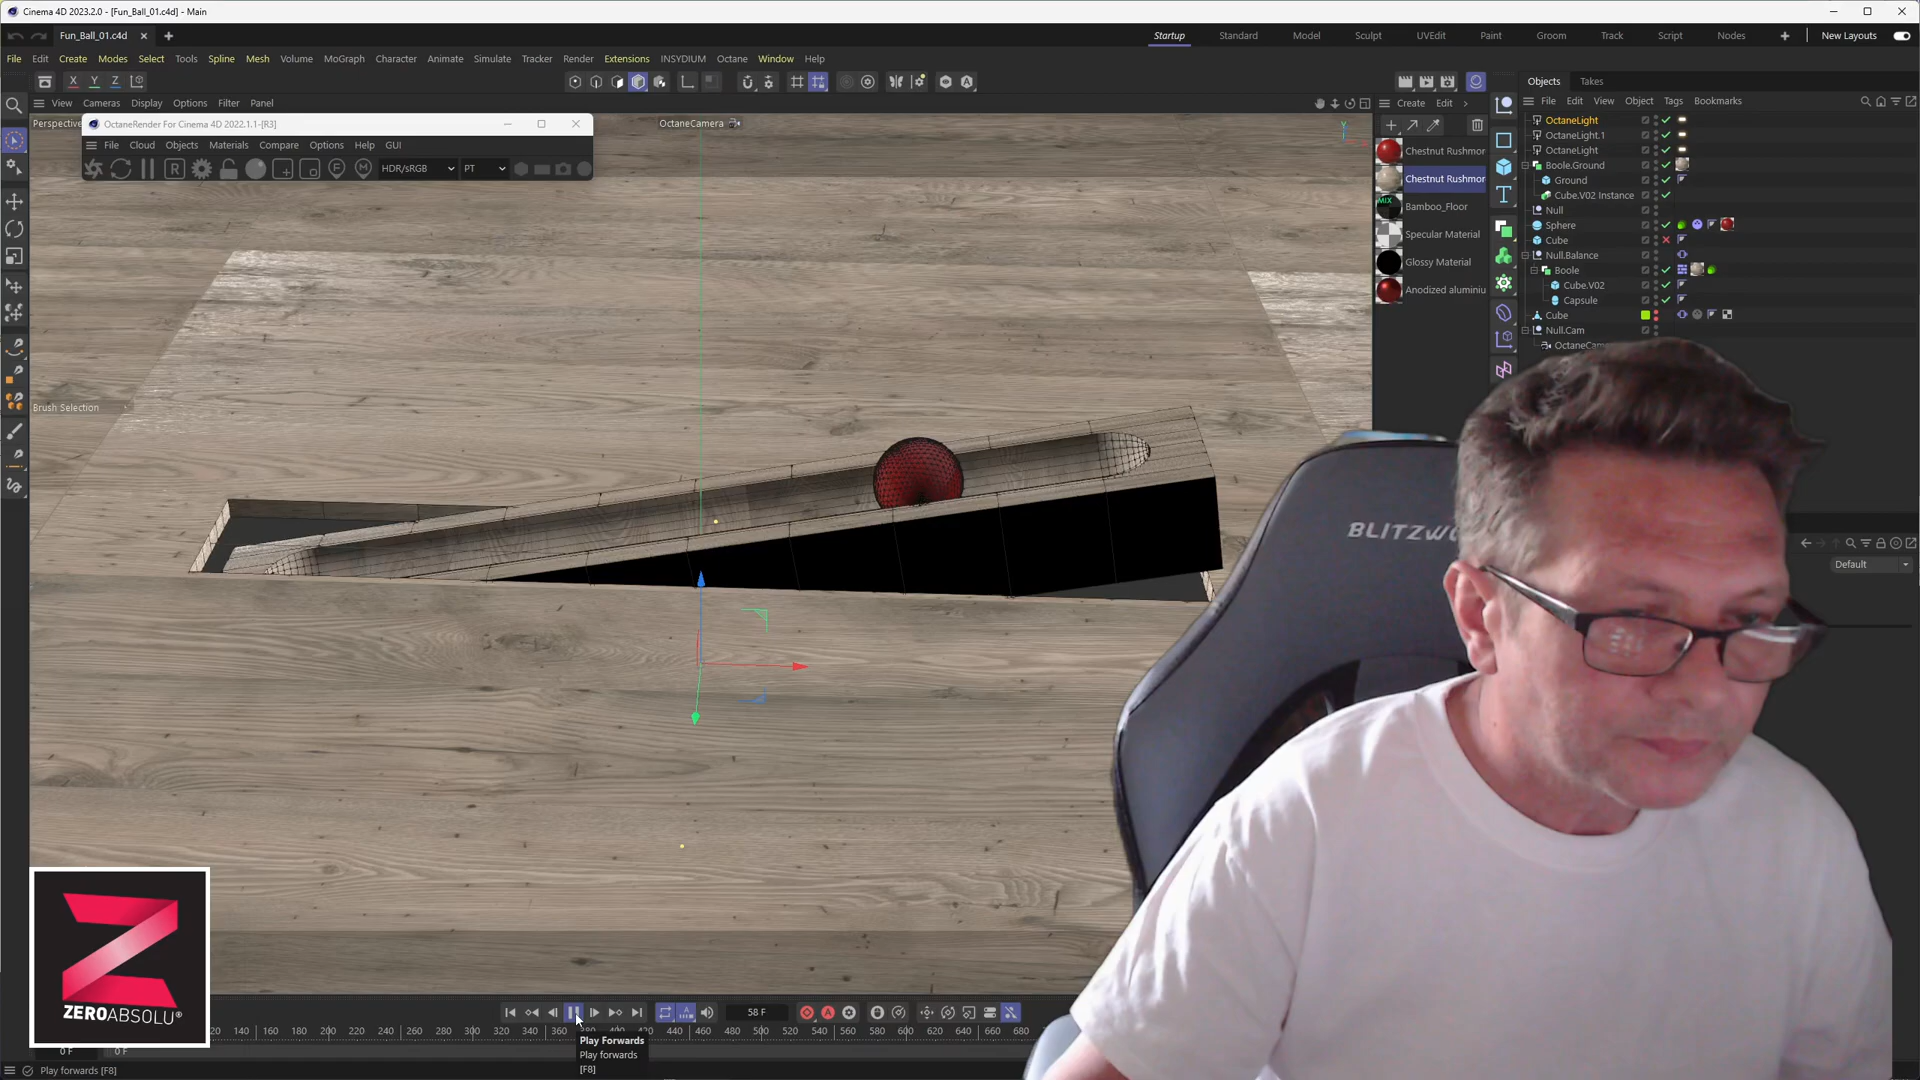 Cinema 4D 2023.2.0 - [Fun_Ball_01.c4d] - Main
Fun_Ball_01.c4d
Startup Standard Model Sculpt UVEdit Paint Groom Track Script Nodes New Layouts
File Edit Create Modes Select Tools Spline Mesh Volume MoGraph Character Animate Simulate Tracker Render Extensions INSYDIUM Octane Window Help
X Y Z
Objects Takes
View Cameras Display Options Filter Panel
Create Edit
File Edit View Object Tags Bookmarks
Perspective
OctaneRender For Cinema 4D 2022.1.1-[R3]
OctaneCamera
Y
File Cloud Objects Materials Compare Options Help GUI
HDR/sRGB PT
Chestnut Rushmor
Chestnut Rushmor
MIX
Bamboo_Floor
Specular Material
Glossy Material
Anodized aluminiu
OctaneLight
OctaneLight.1
OctaneLight
Boole.Ground
Ground
Cube.V02 Instance
Null
Sphere
Cube
Null.Balance
Boole
Cube.V02
Capsule
Cube
Null.Cam
OctaneCam
Brush Selection
Default
BLITZWO
ZEROABSOLU°
58 F
120 140 160 180 200 220 240 260 280 300 320 340 360 380 400 420 440 460 480 500 520 540 560 580 600 620 640 660 680
0 F 0 F
Play Forwards
Play forwards
[F8]
Play forwards [F8]